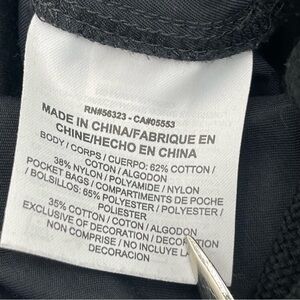 RN#56323 - CA#05553
MADE IN CHINA/FABRIQUE EN
CHINE/HECHO EN CHINA
BODY / CORPS / CUERPO: 62% COTTON /
COTON / ALGODON
38% NYLON / POLYAMIDE / NYLON
POCKET BAGS / COMPARTIMENTS DE POCHE
/ BOLSILLOS: 65% POLYESTER / POLYESTER /
POLIESTER
35% COTTON / COTON / ALGODON
EXCLUSIVE OF DECORATION / DECORATION
NON COMPRISE / NO INCLUYE LA
DECORACION